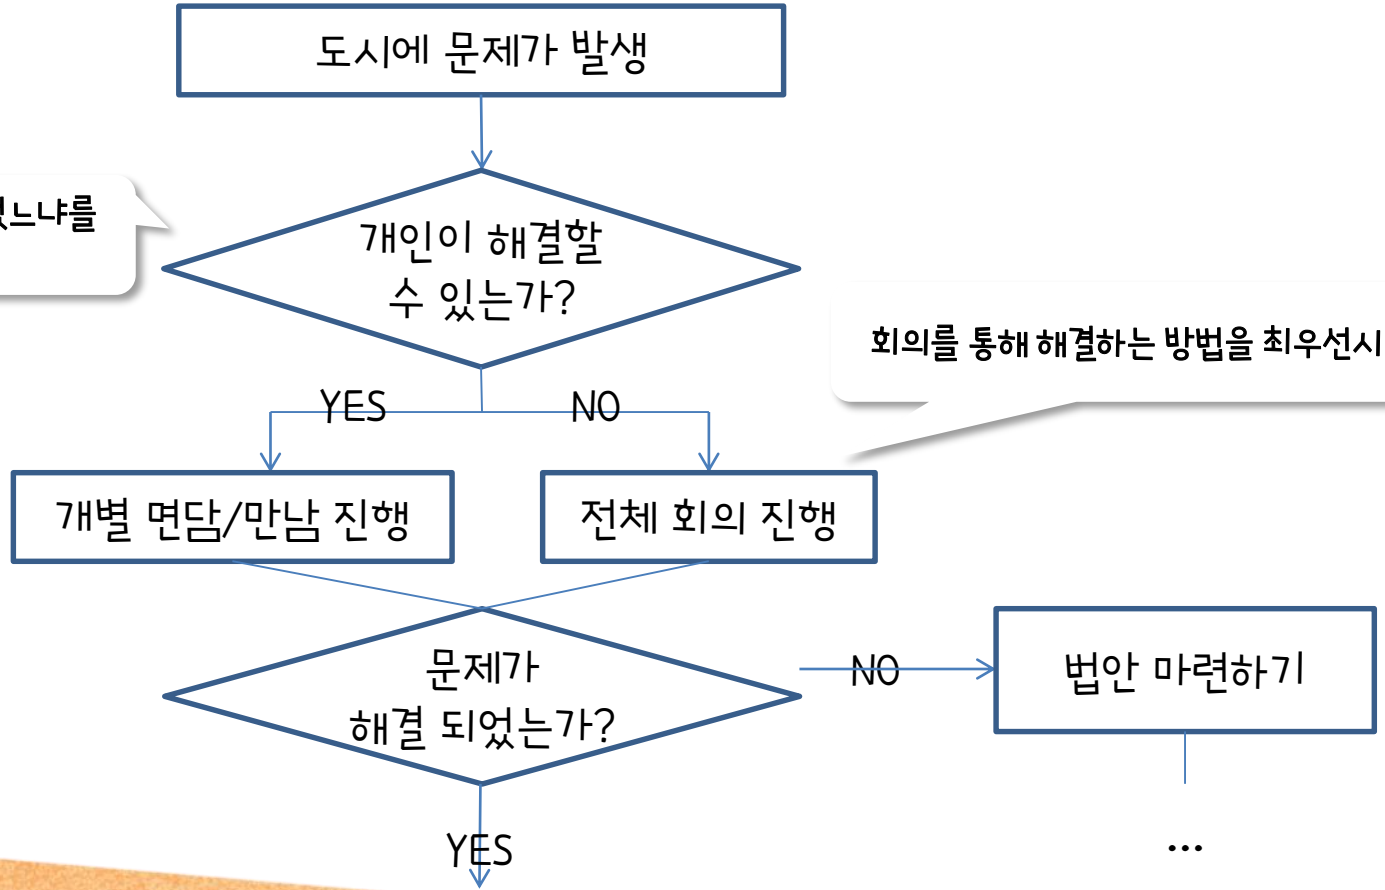 도시에 문제가 발생
느냐를
개인이 해결할
수 있는가?
회의를 통해 해결하는 방법을 최우선시
YES
NO
개별 면담/만남 진행
전체 회의 진행
문제가
해결 되었는가?
NO
법안 마련하기
YES
...